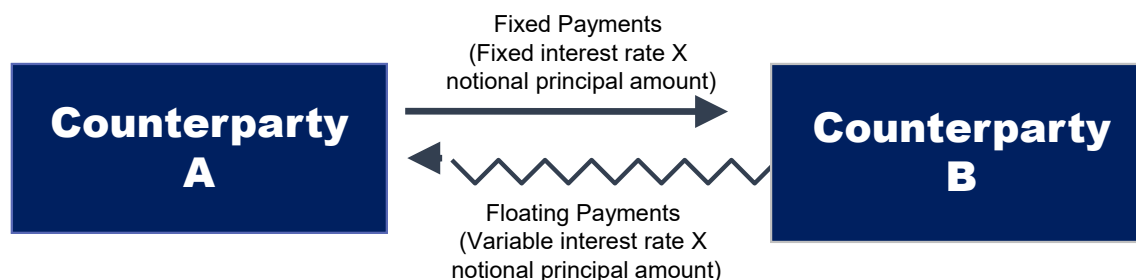 Fixed Payments
(Fixed interest rate X
notional principal amount)
Counterparty
A
Counterparty
B
Floating Payments
(Variable interest rate X
notional principal amount)